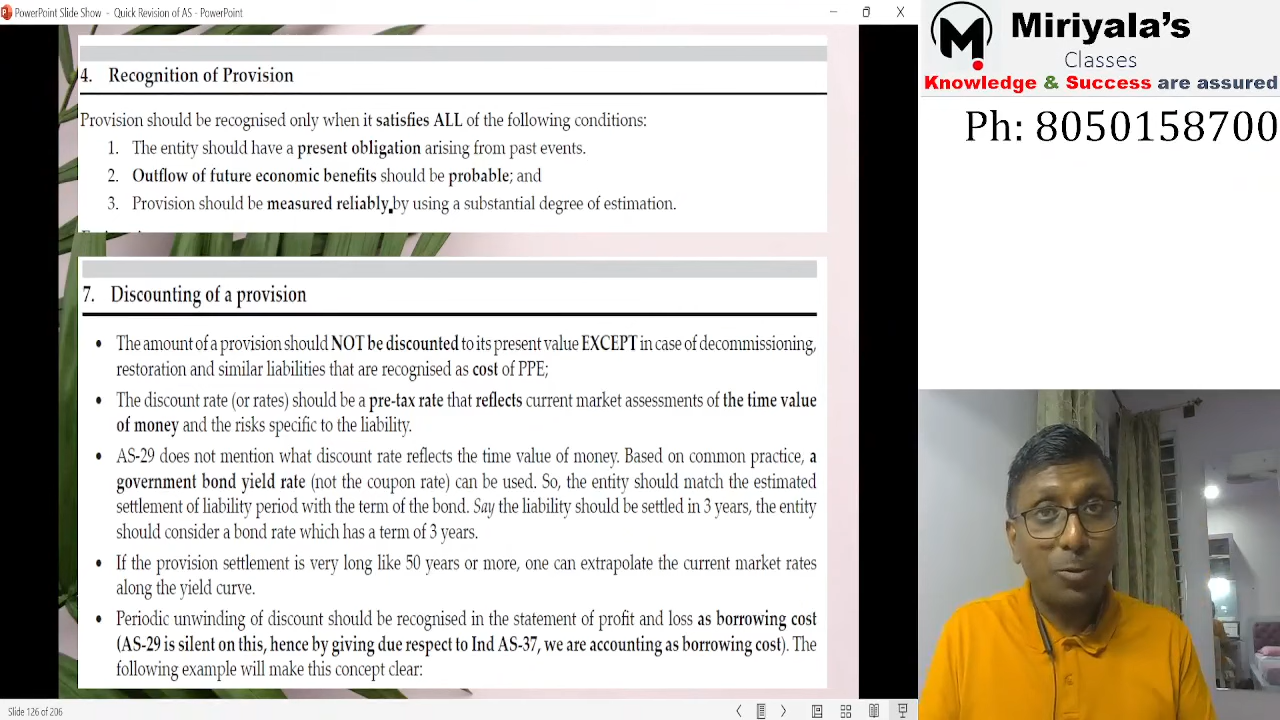 PowerPoint Slide Show - Quick Revision of AS - PowerPoint
4. Recognition of Provision
Provision should be recognised only when it satisfies ALL of the following conditions:
1. The entity should have a present obligation arising from past events.
2. Outflow of future economic benefits should be probable; and
3. Provision should be measured reliably by using a substantial degree of estimation.
7. Discounting of a provision
• The amount of a provision should NOT be discounted to its present value EXCEPT in case of decommissioning,
restoration and similar liabilities that are recognised as cost of PPE;
• The discount rate (or rates) should be a pre-tax rate that reflects current market assessments of the time value
of money and the risks specific to the liability.
• AS-29 does not mention what discount rate reflects the time value of money. Based on common practice, a
government bond yield rate (not the coupon rate) can be used. So, the entity should match the estimated
settlement of liability period with the term of the bond. Say the liability should be settled in 3 years, the entity
should consider a bond rate which has a term of 3 years.
• If the provision settlement is very long like 50 years or more, one can extrapolate the current market rates
along the yield curve.
• Periodic unwinding of discount should be recognised in the statement of profit and loss as borrowing cost
(AS-29 is silent on this, hence by giving due respect to Ind AS-37, we are accounting as borrowing cost). The
following example will make this concept clear:
Slide 126 of 206
M
Miriyala's
Classes
Knowledge & Success are assured
Ph: 8050158700